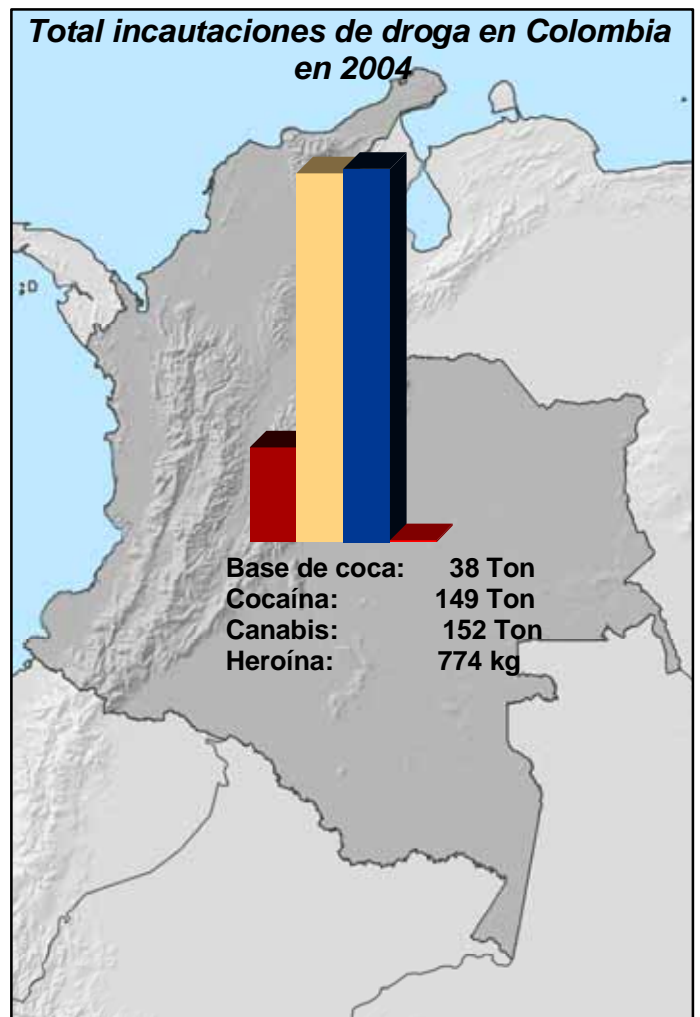 Total incautaciones de droga en Colombia
en 2004
Base de coca: 38 Ton
Cocaína: 149 Ton
Canabis: 152 Ton
Heroína: 774 kg